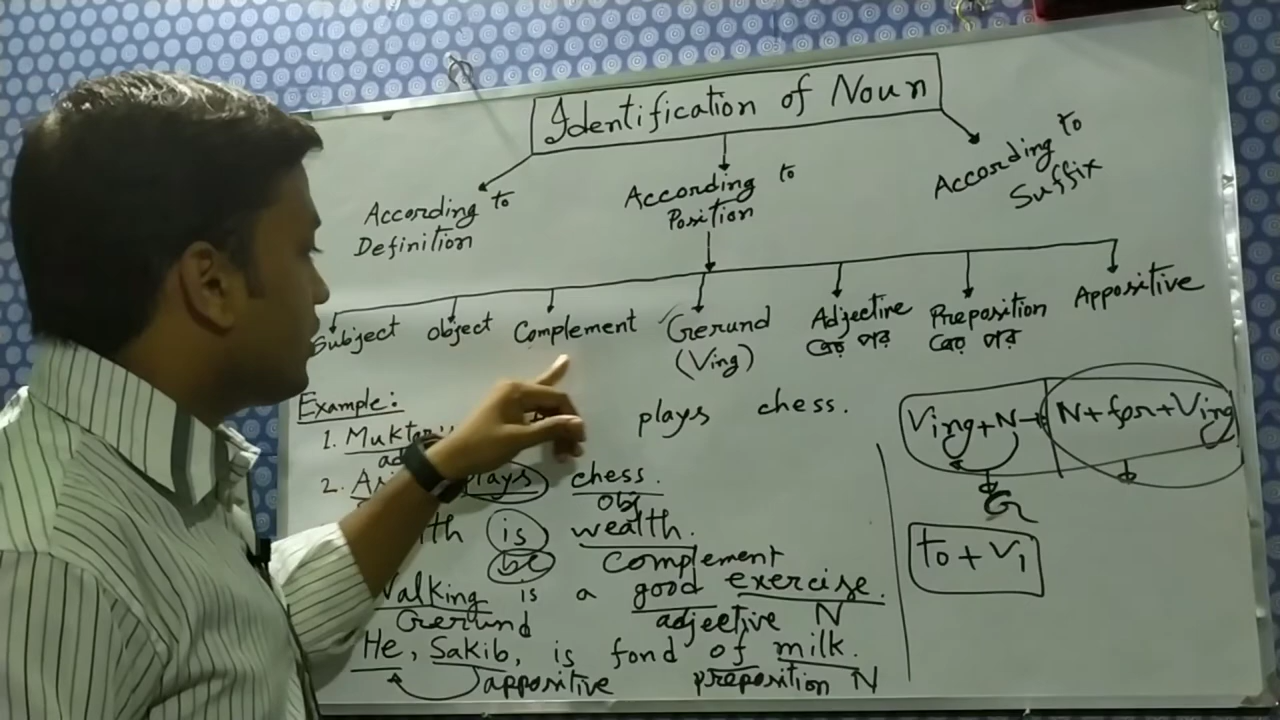 Identification of Noun
According to
Definition
According to
Position
According to
Suffix
Subject
object
Complement
Gerund
(Ving)
Adjective
এর পর
Preposition
এর পর
Appositive
Example:
plays chess.
2. plays chess.
obj
is wealth.
be complement
Walking is a good exercise.
Gerund adjective N
He, Sakib, is fond of milk.
appositive preposition N
Ving+N→
N+for+Ving
G
to + V1